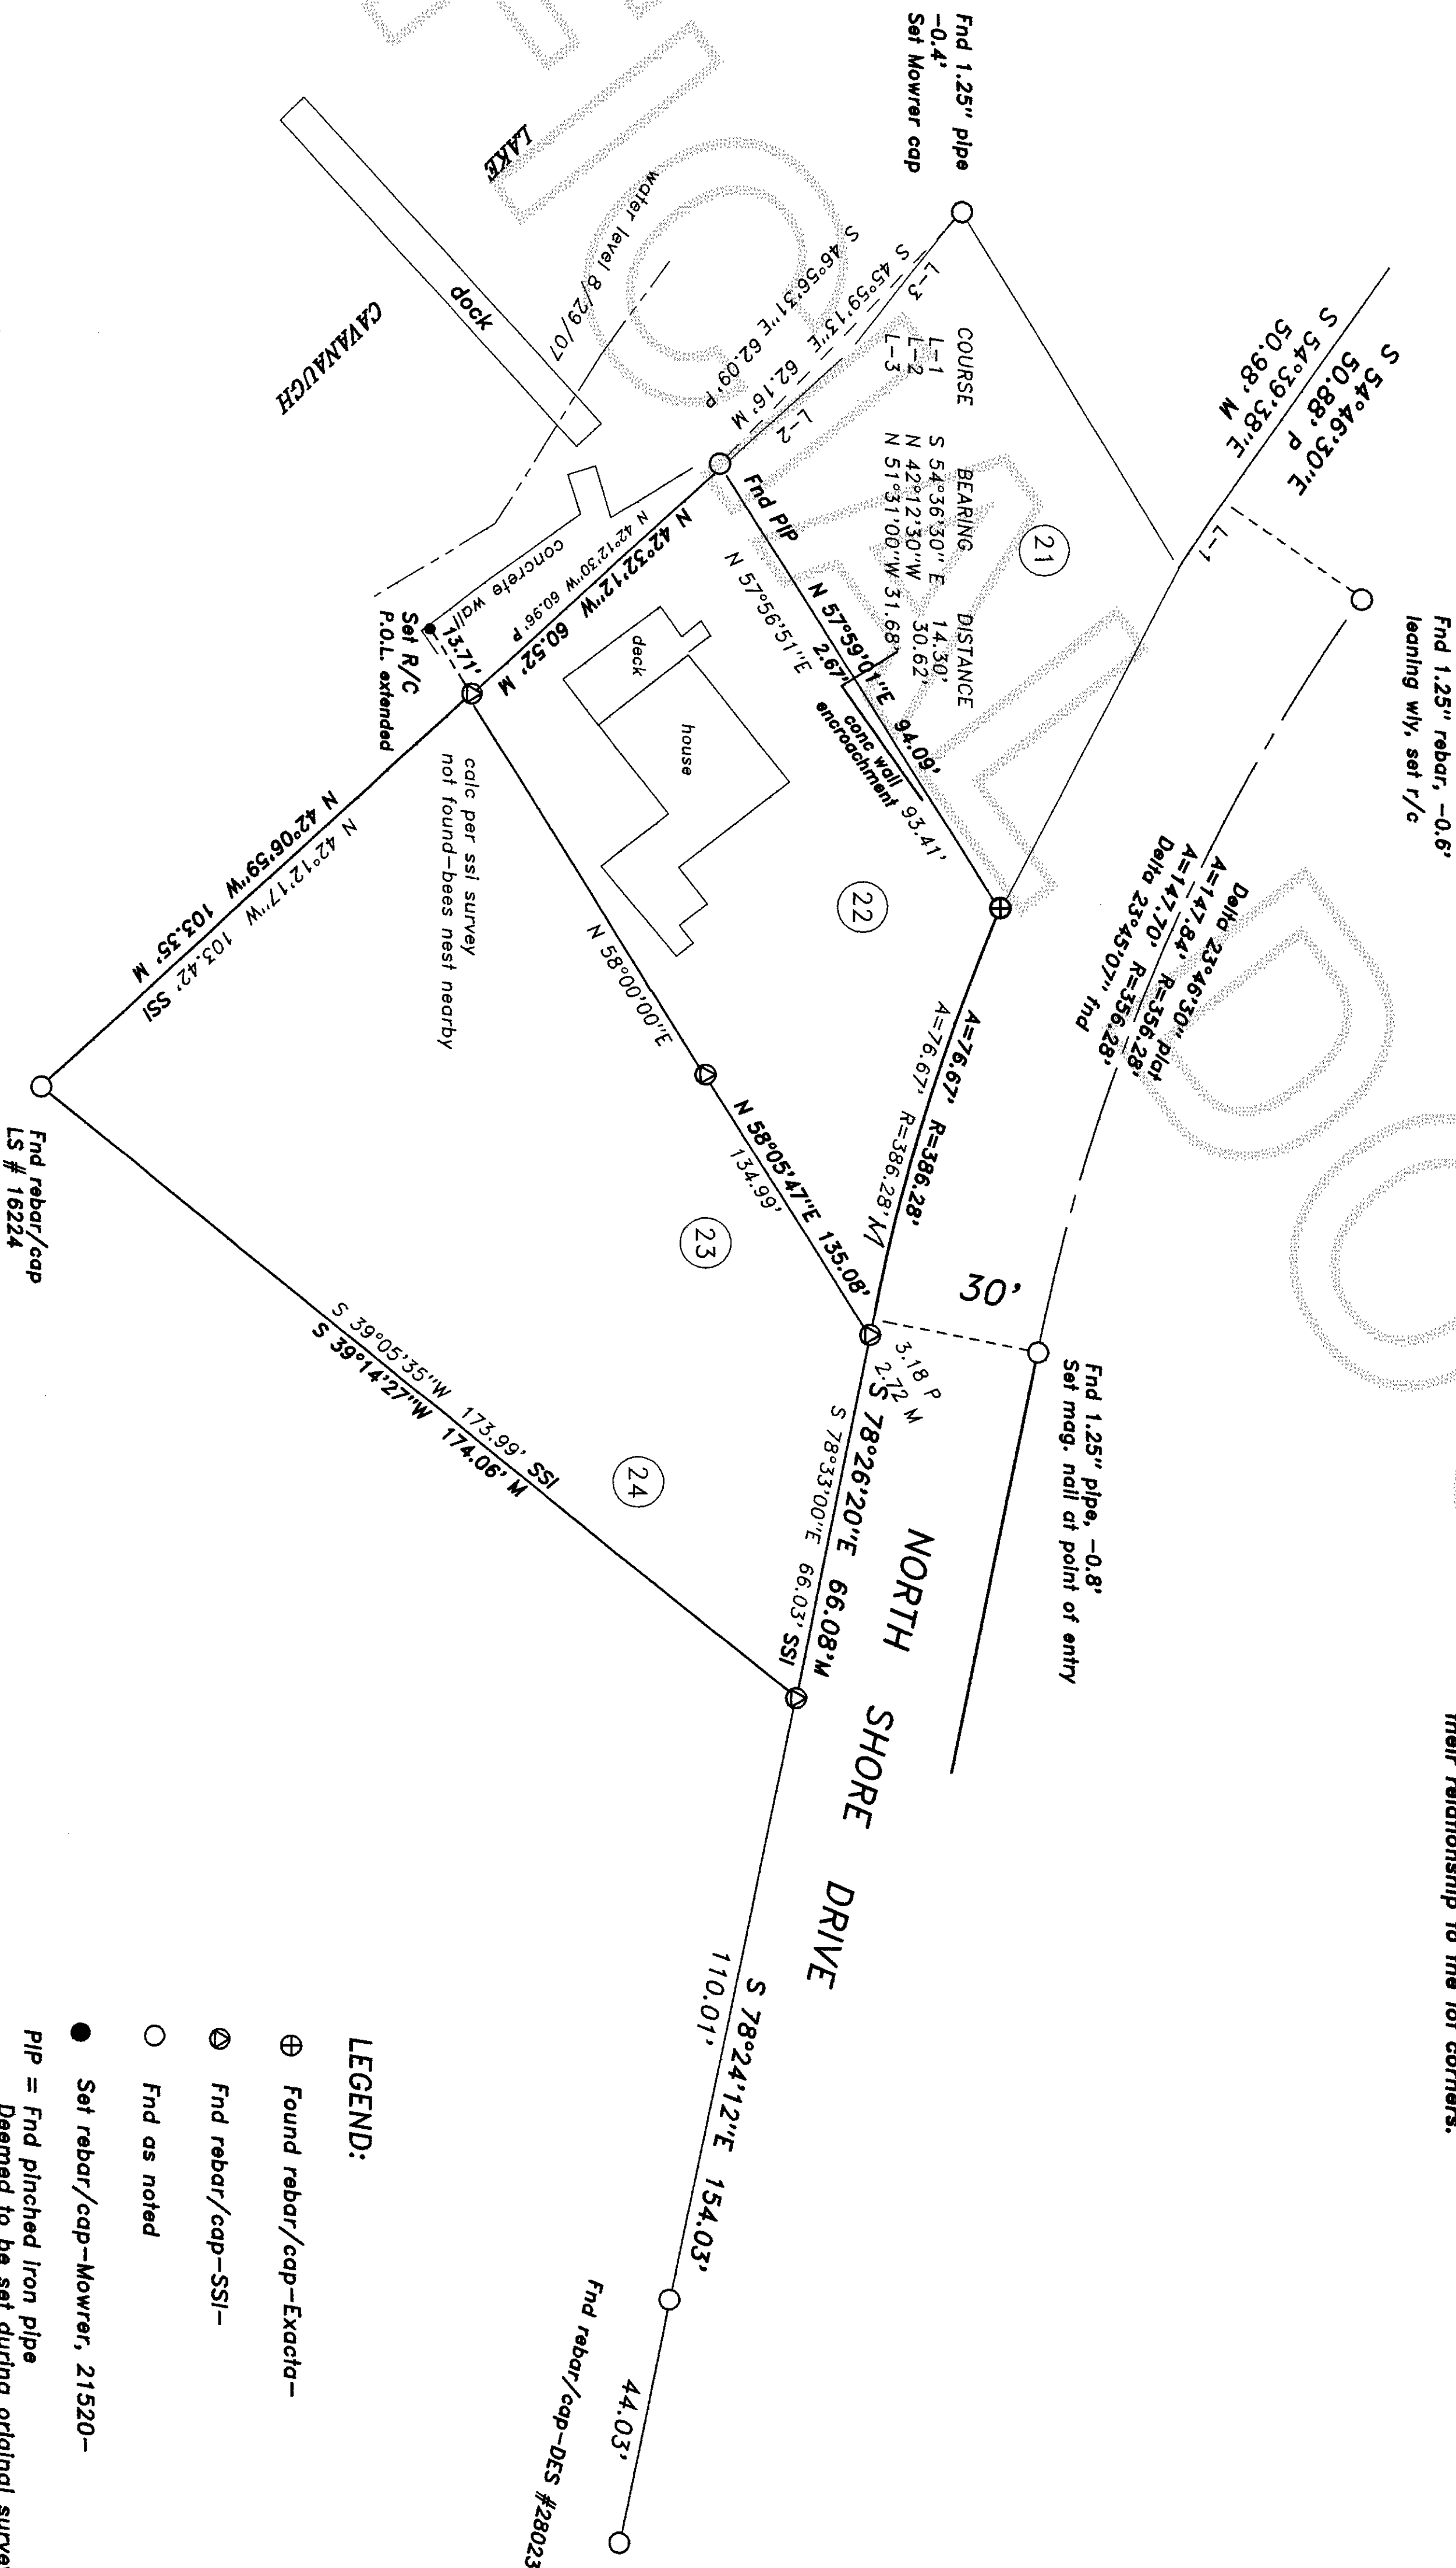 their relationship to the lot corners.
Fnd 1.25" rebar, -0.6'
leaning wly, set r/c
S 54°46'30"E
50.88' P
S 54°39'38"E
50.98' M
L-1
Fnd 1.25" pipe
-0.4'
Set Mowrer cap
21
COURSE BEARING DISTANCE
L-1 S 54°36'30" E 14.30'
L-2 N 42°12'30"W 30.62'
L-3 N 51°31'00"W 31.68'
L-3
S 45°59'13"E 62.16' M
S 46°56'31"E 62.09' P
L-2
Delta 23°46'30" plat
A=147.84' R=356.28'
A=147.70' R=356.28'
Delta 23°45'07" fnd
LAKE
CAVANAUGH
water level 8/29/07
dock
Fnd PIP
N 57°59'01"E 94.09'
N 57°56'51"E 93.41'
2.67'
conc wall
encroachment
22
A=76.67' R=386.28'
A=76.67' R=386.28' M
30'
Fnd 1.25" pipe, -0.8'
Set mag. nail at point of entry
3.18 P
2.72 M
S 78°26'20"E 66.08'M
S 78°33'00"E 66.03' SSI
NORTH SHORE DRIVE
deck
house
concrete wall
N 42°12'30"W 60.96' P
N 42°32'12"W 60.52' M
13.71'
Set R/C
P.O.L. extended
calc per ssi survey
not found-bees nest nearby
N 58°00'00"E 134.99'
N 58°05'47"E 135.08'
23
N 42°12'17"W 103.42' SSI
N 42°06'59"W 103.35' M
Fnd rebar/cap
LS # 16224
S 39°05'35"W 173.99' SSI
S 39°14'27"W 174.06' M
24
S 78°24'12"E 154.03'
110.01'
44.03'
Fnd rebar/cap-DES #28023
LEGEND:
Found rebar/cap-Exacta-
Fnd rebar/cap-SSI-
Fnd as noted
Set rebar/cap-Mowrer, 21520-
PIP = Fnd pinched iron pipe
Deemed to be set during original